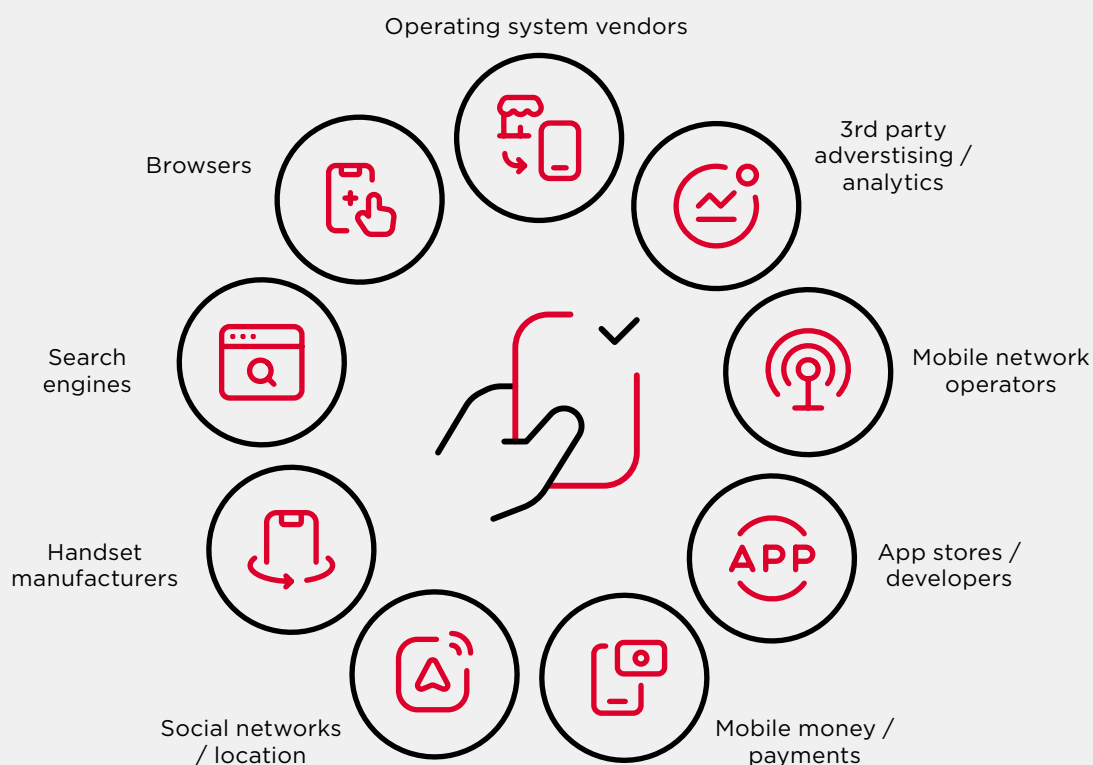 Operating system vendors
3rd party
adverstising /
analytics
Browsers
Search
engines
Mobile network
operators
APP
App stores /
developers
Handset
manufacturers
Social networks
/ location
Mobile money /
payments